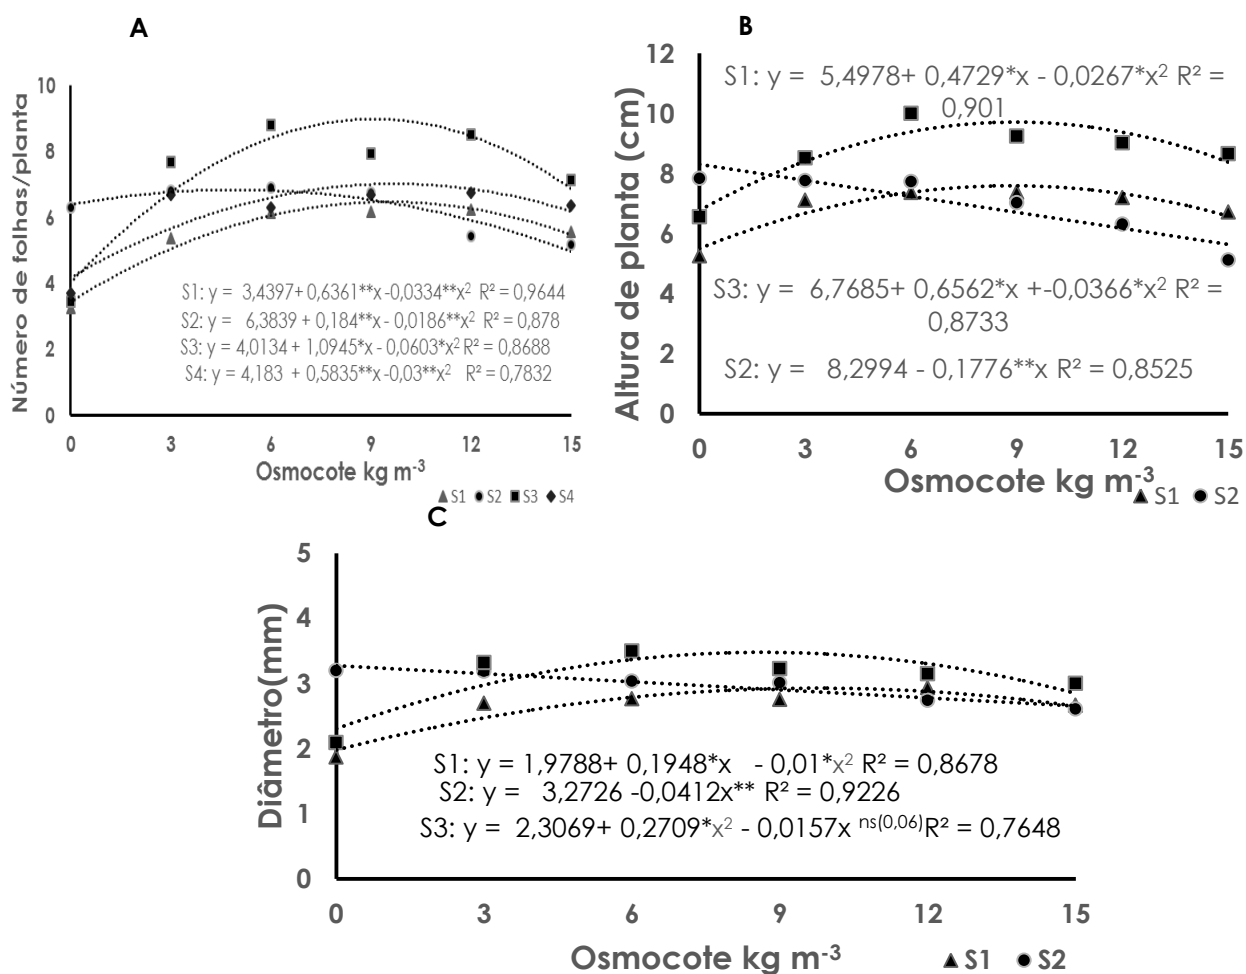 A
Número de folhas/planta
10
8
6
4
2
0
S1: y = 3,4397+ 0,6361**x -0,0334**x² R² = 0,9644
S2: y = 6,3839 + 0,184**x - 0,0186**x² R² = 0,878
S3: y = 4,0134 + 1,0945*x - 0,0603*x² R² = 0,8688
S4: y = 4,183 + 0,5835**x - 0,03**x² R² = 0,7832
0 3 6 9 12 15
Osmocote kg m⁻³
S1 S2 S3 S4
B
Altura de planta (cm)
12
10
8
6
4
2
0
S1: y = 5,4978+ 0,4729*x - 0,0267*x² R² =
0,901
S3: y = 6,7685+ 0,6562*x +-0,0366*x² R² =
0,8733
S2: y = 8,2994 - 0,1776**x R² = 0,8525
0 3 6 9 12 15
Osmocote kg m⁻³
S1 S2
C
Diâmetro(mm)
5
4
3
2
1
0
S1: y = 1,9788+ 0,1948*x - 0,01*x² R² = 0,8678
S2: y = 3,2726 -0,0412x** R² = 0,9226
S3: y = 2,3069+ 0,2709*x² - 0,0157x ns(0,06) R² = 0,7648
0 3 6 9 12 15
Osmocote kg m⁻³
S1 S2